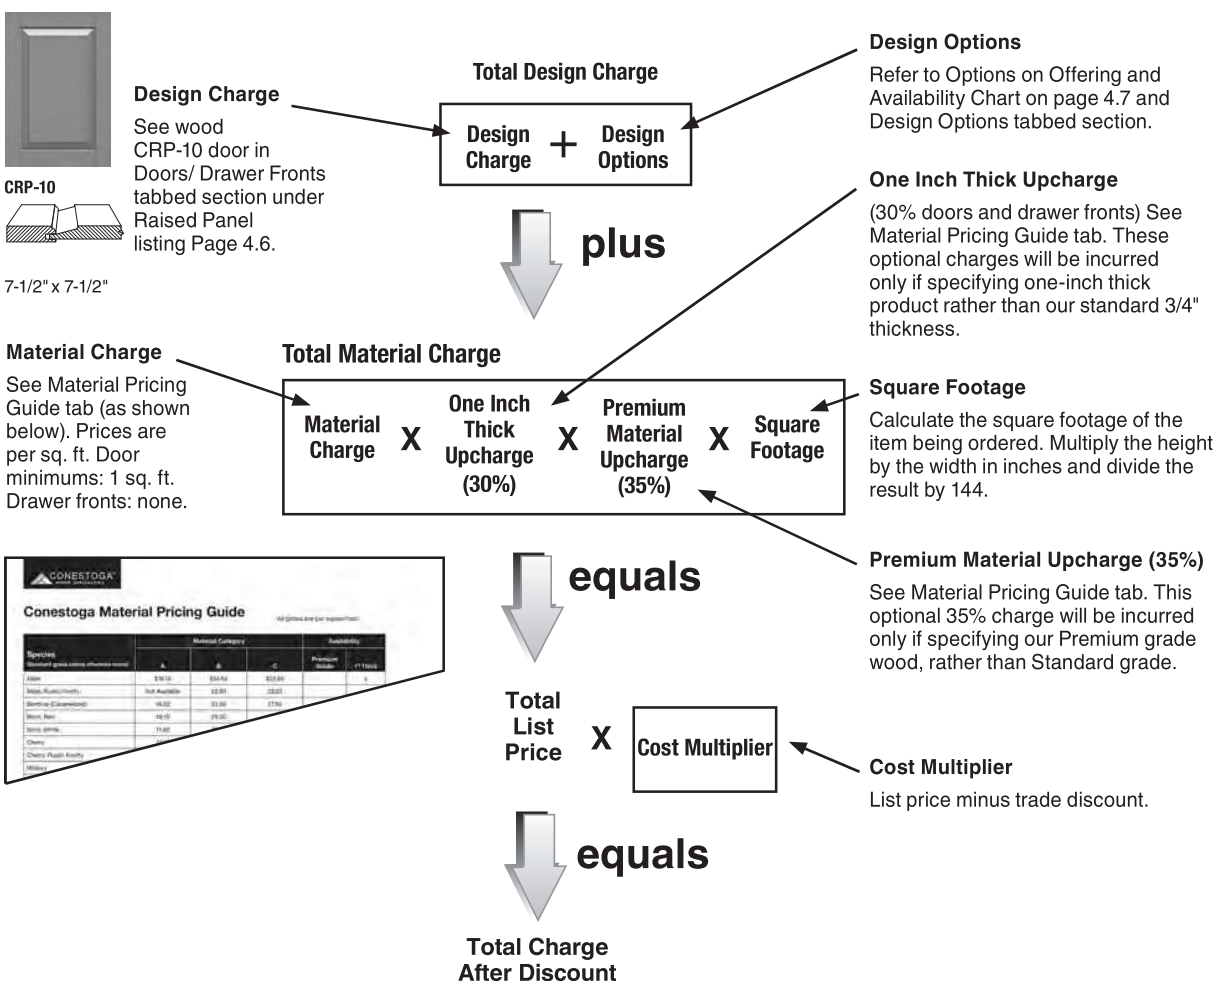 CRP-10
7-1/2" x 7-1/2"
Design Charge
See wood
CRP-10 door in
Doors/ Drawer Fronts
tabbed section under
Raised Panel
listing Page 4.6.
Total Design Charge
Design
Charge
+
Design
Options
Design Options
Refer to Options on Offering and
Availability Chart on page 4.7 and
Design Options tabbed section.
plus
One Inch Thick Upcharge
(30% doors and drawer fronts) See
Material Pricing Guide tab. These
optional charges will be incurred
only if specifying one-inch thick
product rather than our standard 3/4"
thickness.
Material Charge
See Material Pricing
Guide tab (as shown
below). Prices are
per sq. ft. Door
minimums: 1 sq. ft.
Drawer fronts: none.
Total Material Charge
Material
Charge
X
One Inch
Thick
Upcharge
(30%)
X
Premium
Material
Upcharge
(35%)
X
Square
Footage
Square Footage
Calculate the square footage of the
item being ordered. Multiply the height
by the width in inches and divide the
result by 144.
Premium Material Upcharge (35%)
See Material Pricing Guide tab. This
optional 35% charge will be incurred
only if specifying our Premium grade
wood, rather than Standard grade.
CONESTOGA
Conestoga Material Pricing Guide
Material Category
Availability
Species
A
B
C
Premium
Not Available
Cherry
equals
Total
List
Price
X
Cost Multiplier
Cost Multiplier
List price minus trade discount.
equals
Total Charge
After Discount